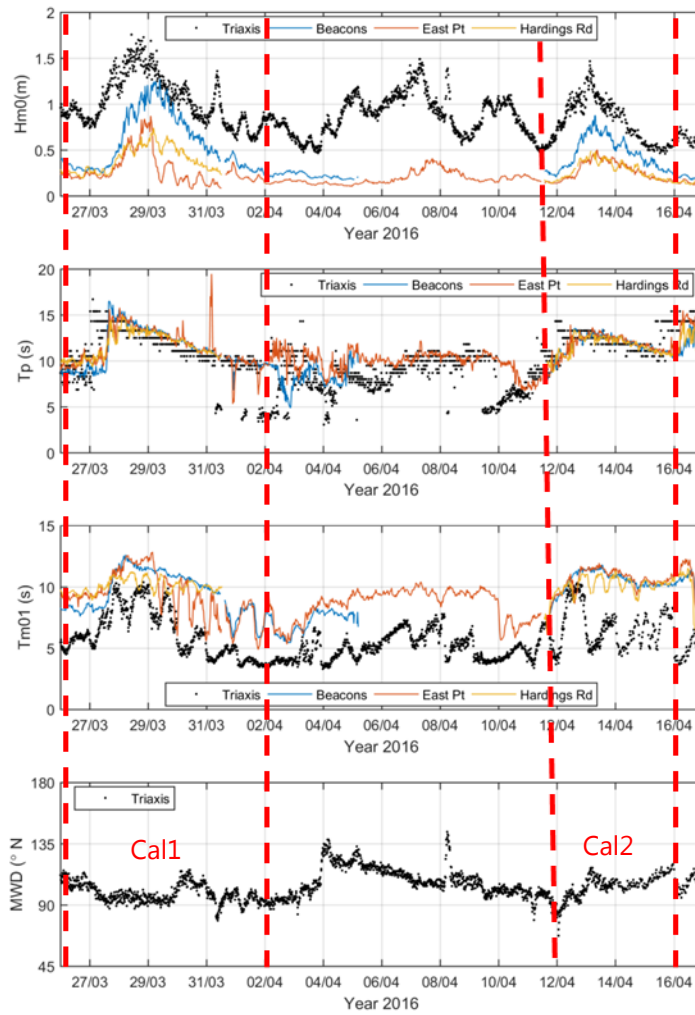 Triaxis Beacons East Pt Hardings Rd
2
1.5
1
0.5
0
Hm0(m)
27/03 29/03 31/03 02/04 04/04 06/04 08/04 10/04 12/04 14/04 16/04
Year 2016
Triaxis Beacons East Pt Hardings Rd
20
15
10
5
0
Tp (s)
27/03 29/03 31/03 02/04 04/04 06/04 08/04 10/04 12/04 14/04 16/04
Year 2016
15
10
5
0
Tm01 (s)
Triaxis Beacons East Pt Hardings Rd
27/03 29/03 31/03 02/04 04/04 06/04 08/04 10/04 12/04 14/04 16/04
Year 2016
Triaxis
180
135
90
45
MWD (° N
Cal1 Cal2
27/03 29/03 31/03 02/04 04/04 06/04 08/04 10/04 12/04 14/04 16/04
Year 2016